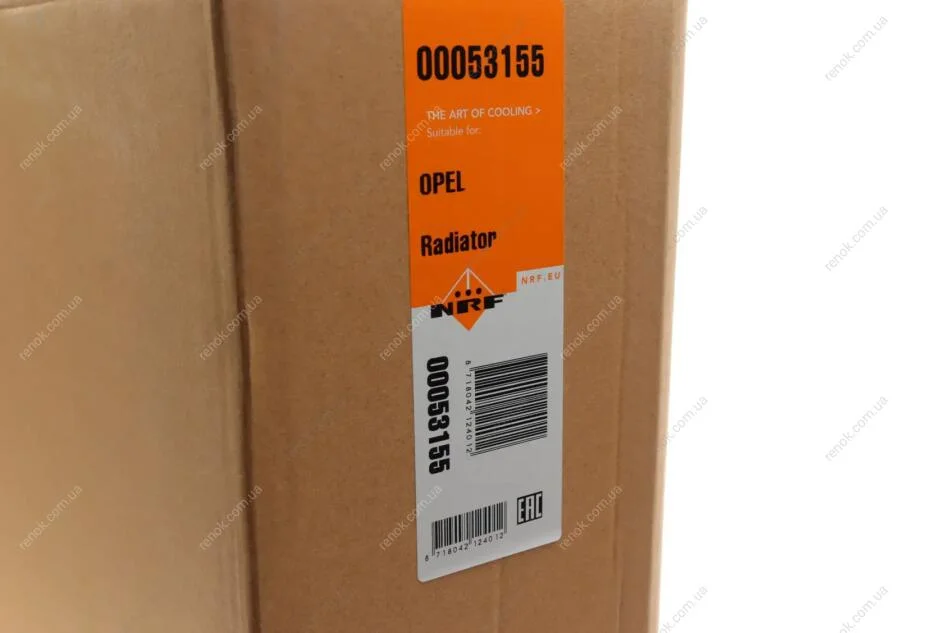 00053155
THE ART OF COOLING >
Suitable for:
OPEL
Radiator
NRF.EU
NRF
00053155
8 718042 124012
EAC
8 718042 124012
renok.com.ua